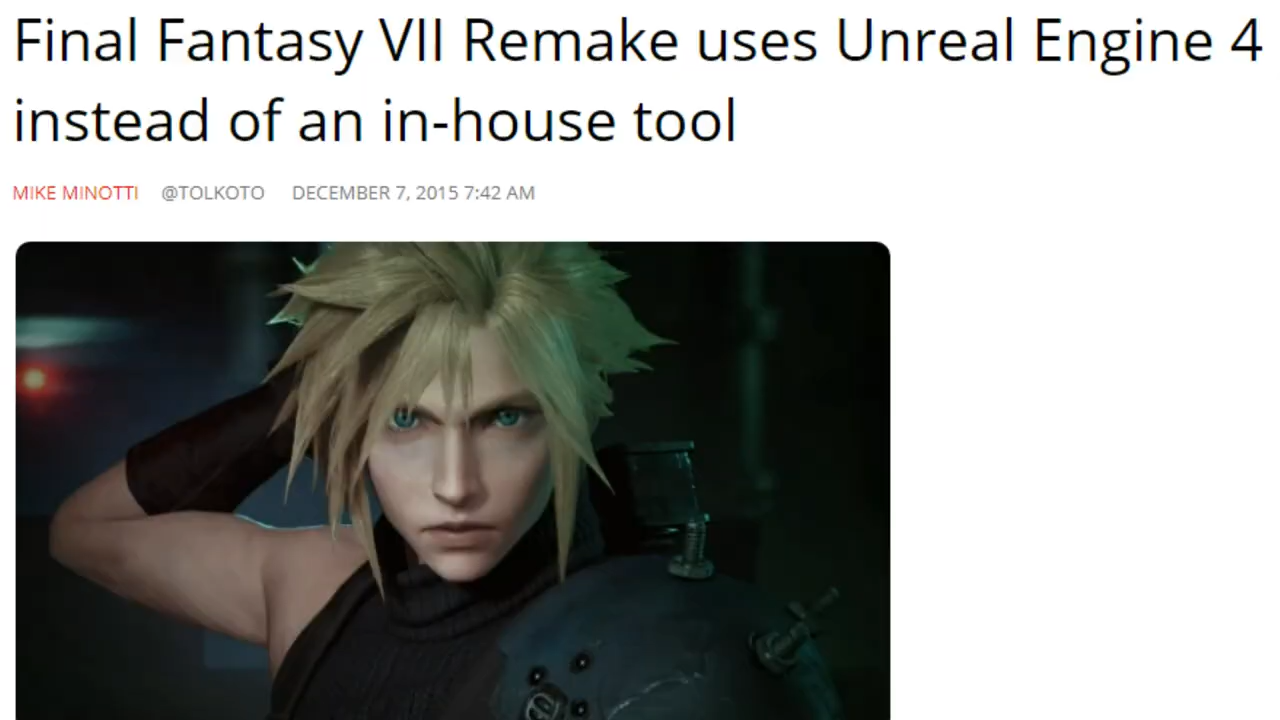 Final Fantasy VII Remake uses Unreal Engine 4
instead of an in-house tool
MIKE MINOTTI @TOLKOTO DECEMBER 7, 2015 7:42 AM